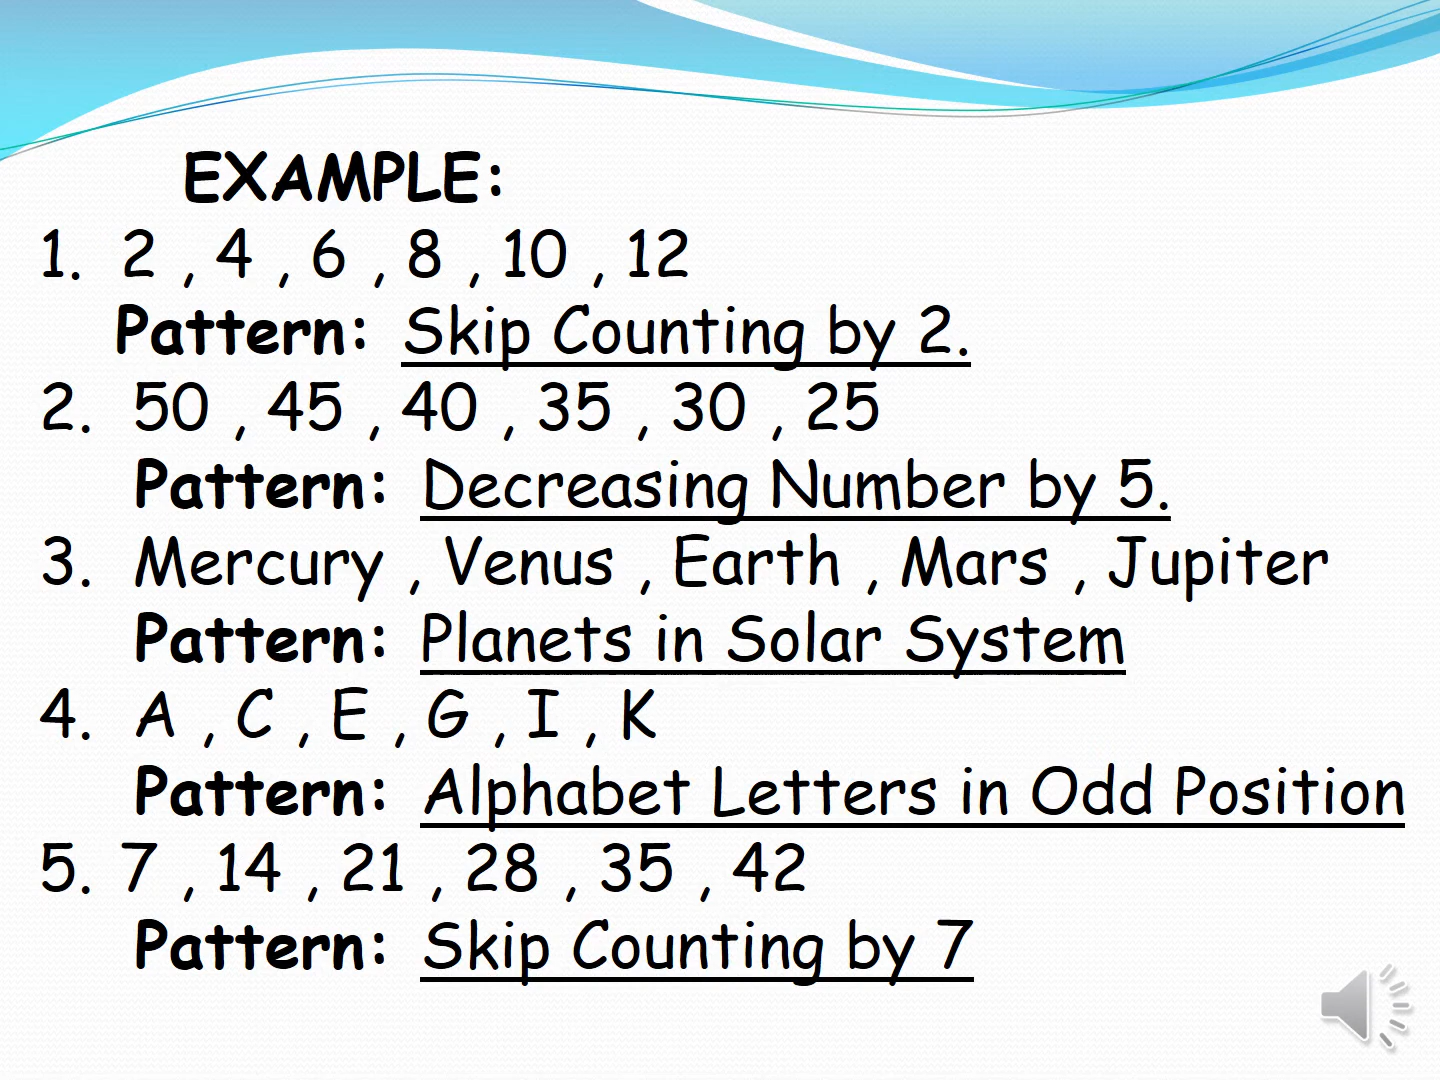 EXAMPLE:
1. 2 , 4 , 6 , 8 , 10 , 12
Pattern: Skip Counting by 2.
2. 50 , 45 , 40 , 35 , 30 , 25
Pattern: Decreasing Number by 5.
3. Mercury , Venus , Earth , Mars , Jupiter
Pattern: Planets in Solar System
4. A , C , E , G , I , K
Pattern: Alphabet Letters in Odd Position
5. 7 , 14 , 21 , 28 , 35 , 42
Pattern: Skip Counting by 7